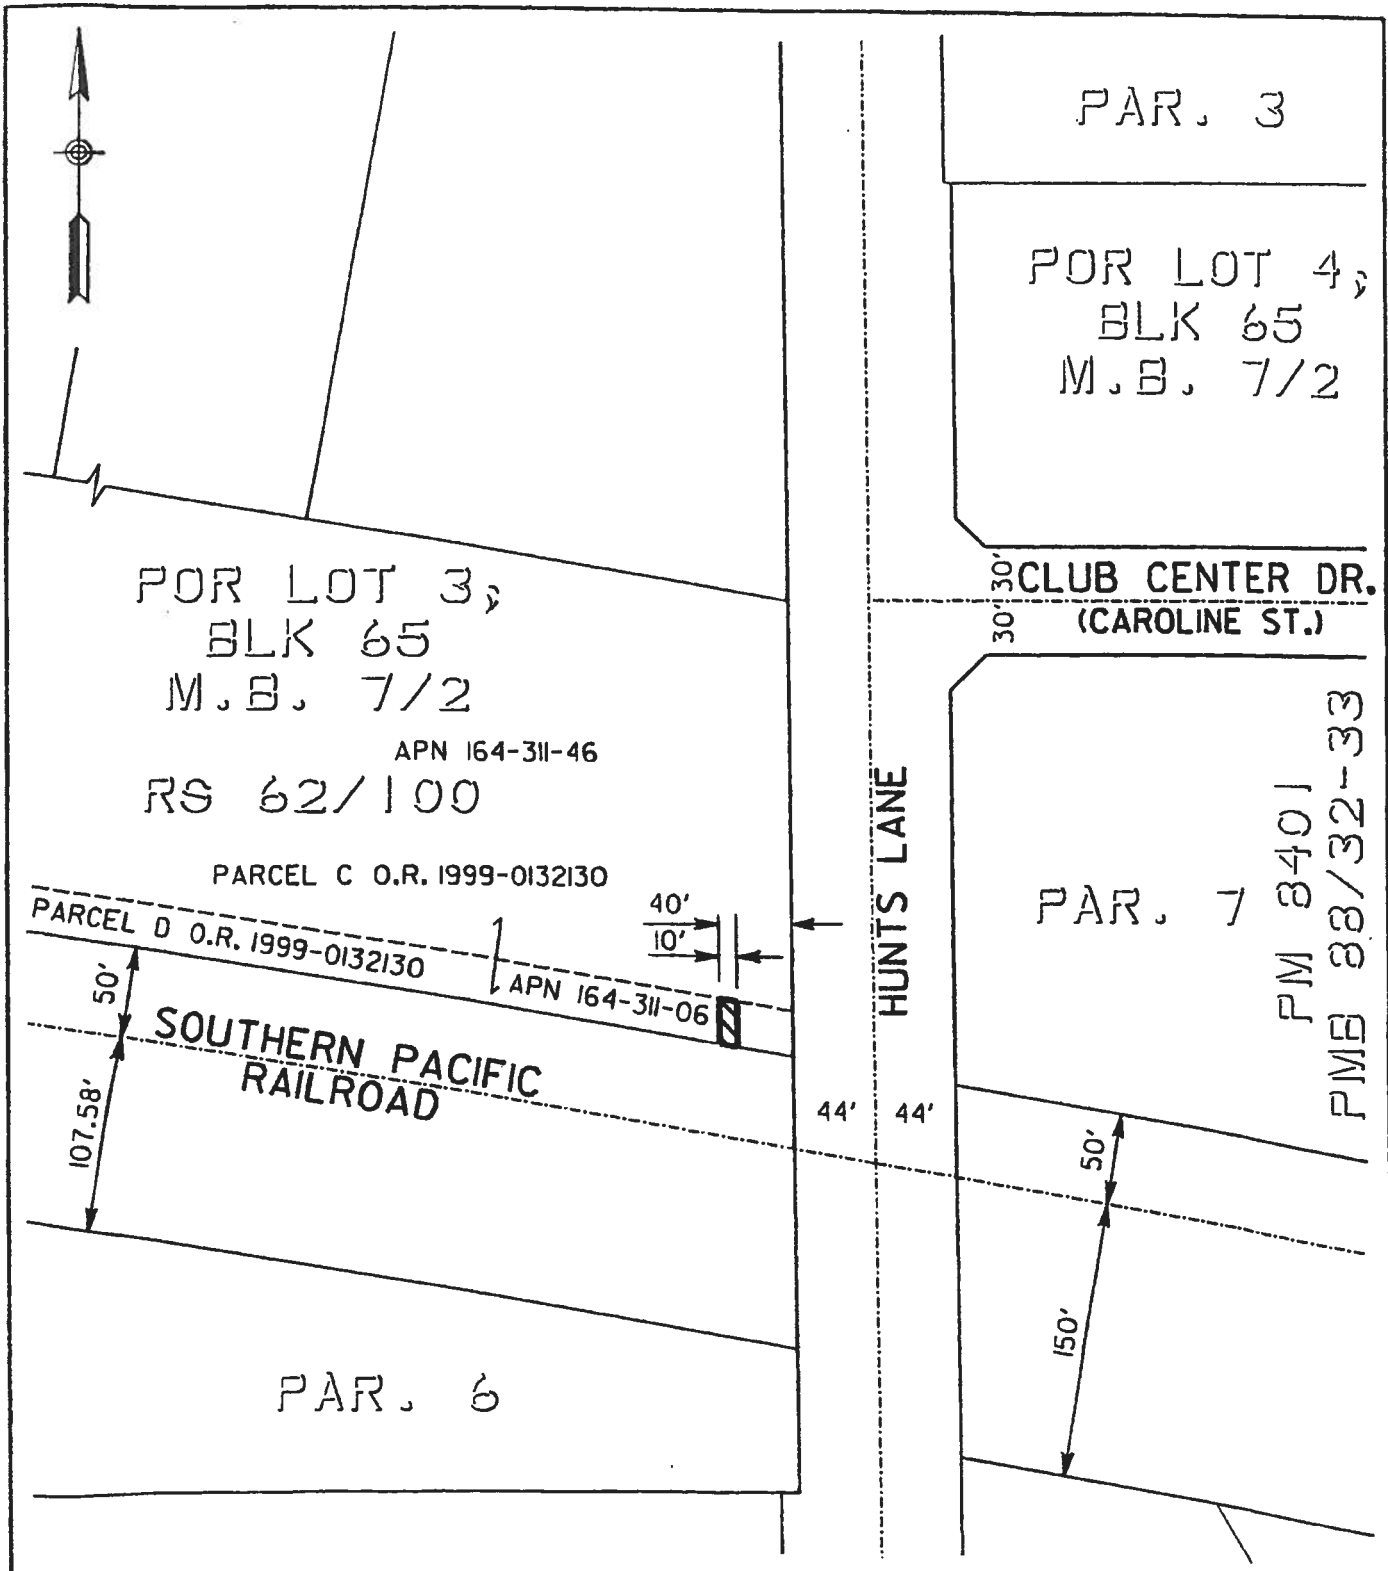 PAR. 3
POR LOT 4,
BLK 65
M.B. 7/2
30'
CLUB CENTER DR.
30'
(CAROLINE ST.)
POR LOT 3,
BLK 65
M.B. 7/2
APN 164-311-46
RS 62/100
PARCEL C O.R. 1999-0132130
40'
10'
PARCEL D O.R. 1999-0132130
APN 164-311-06
HUNTS LANE
PAR. 7
PM 8401
PMB 88/32-33
50'
SOUTHERN PACIFIC
RAILROAD
107.58'
44'
44'
50'
150'
PAR. 6